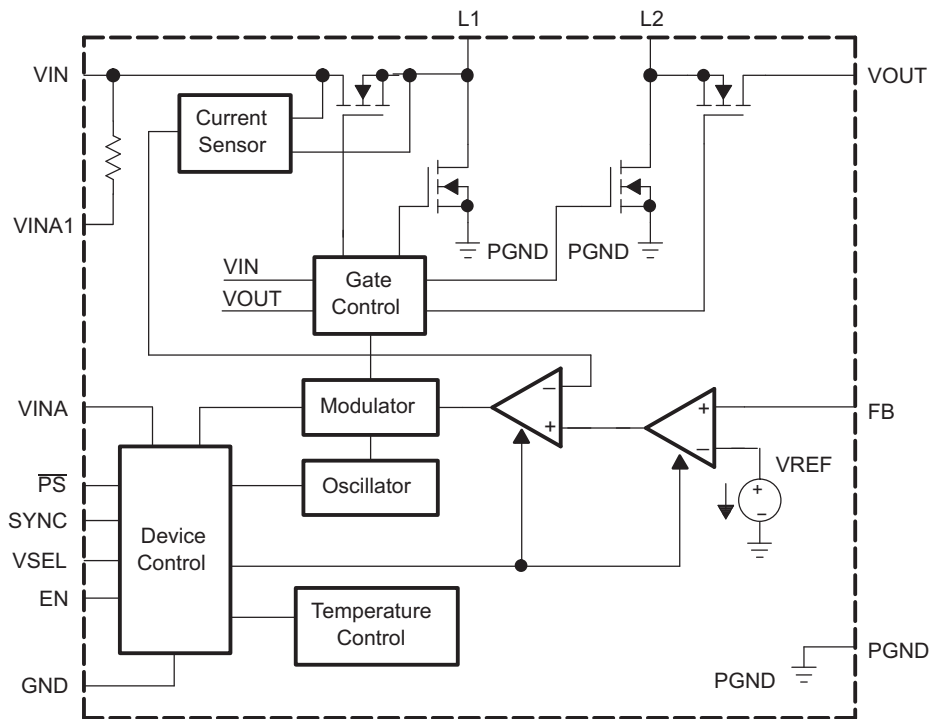 L1
L2
VIN
VOUT
Current
Sensor
VINA1
PGND
PGND
VIN
VOUT
Gate
Control
VINA
Modulator
−
+
+
−
FB
VREF
+
−
P̅S̅
Oscillator
SYNC
VSEL
EN
Device
Control
Temperature
Control
GND
PGND
PGND